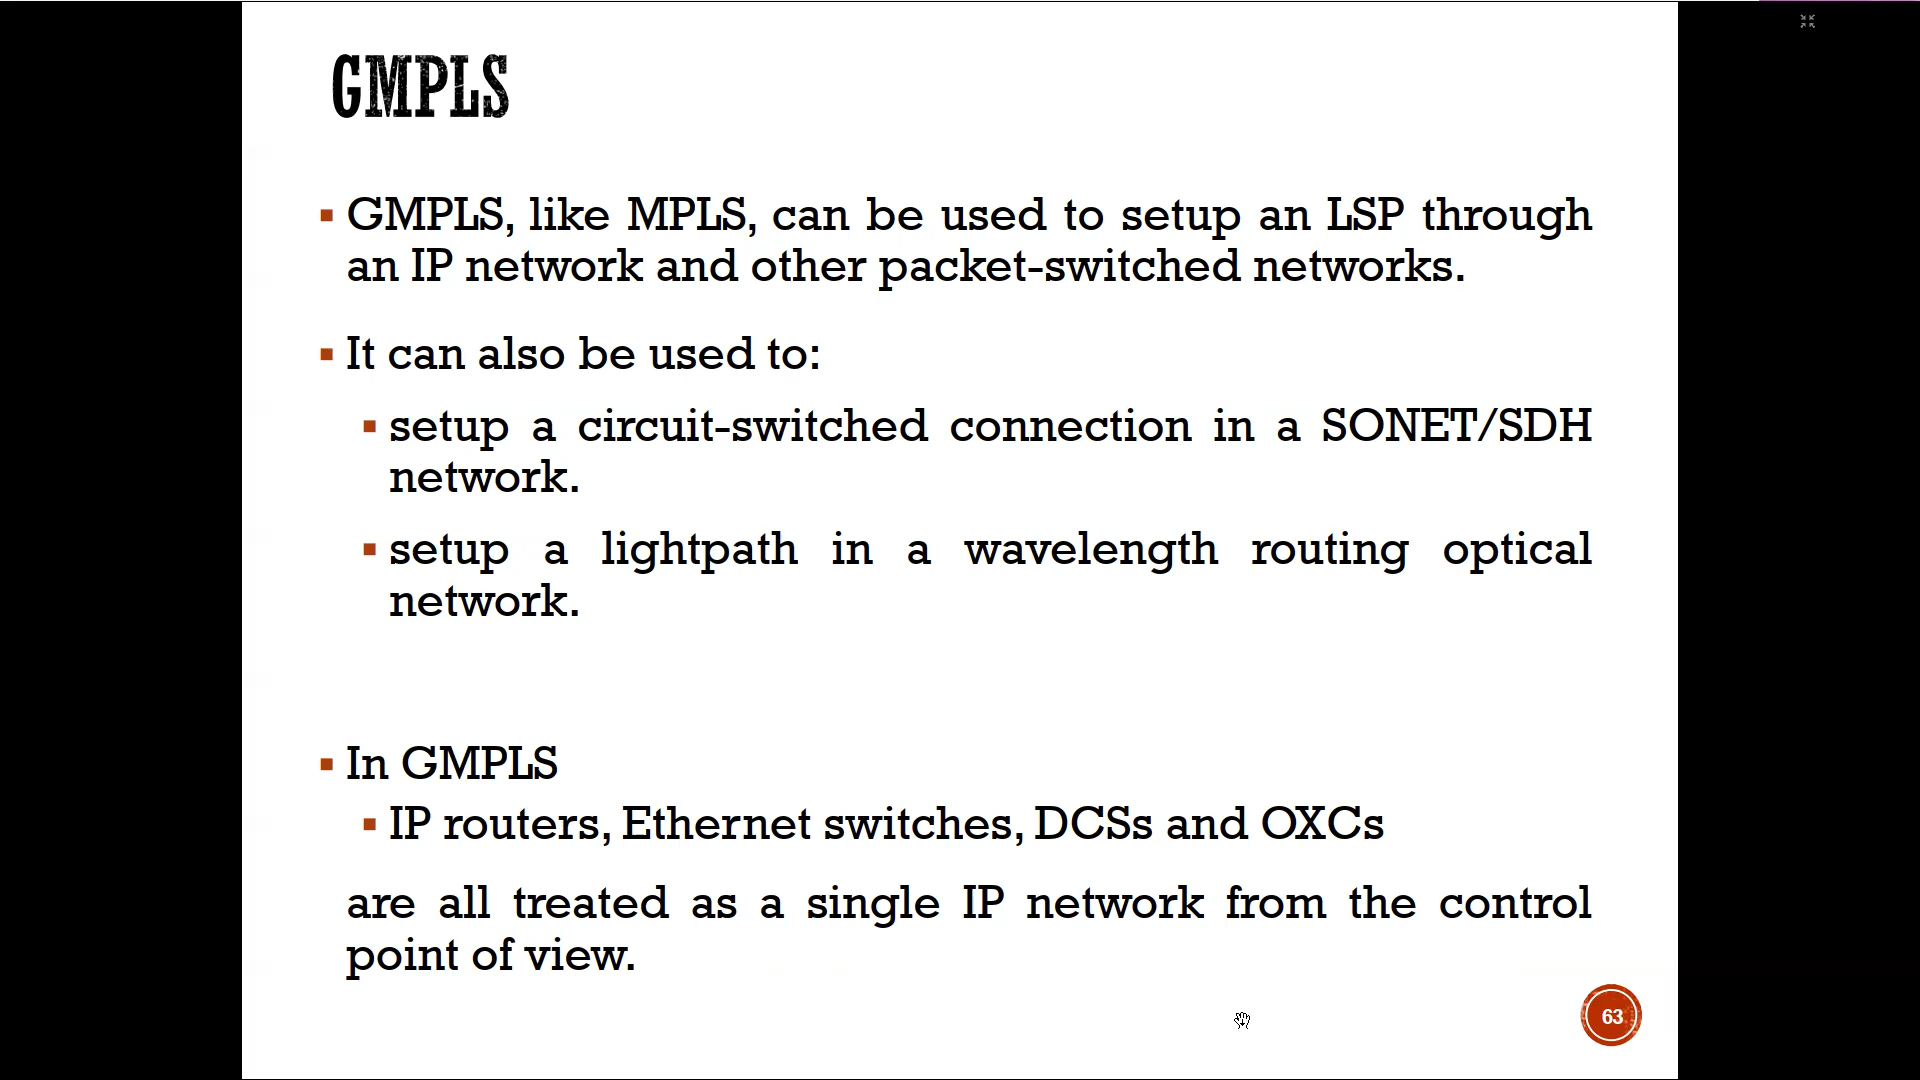 GMPLS
GMPLS, like MPLS, can be used to setup an LSP through
an IP network and other packet-switched networks.
It can also be used to:
setup a circuit-switched connection in a SONET/SDH
network.
setup a lightpath in a wavelength routing optical
network.
In GMPLS
IP routers, Ethernet switches, DCSs and OXCs
are all treated as a single IP network from the control
point of view.
63